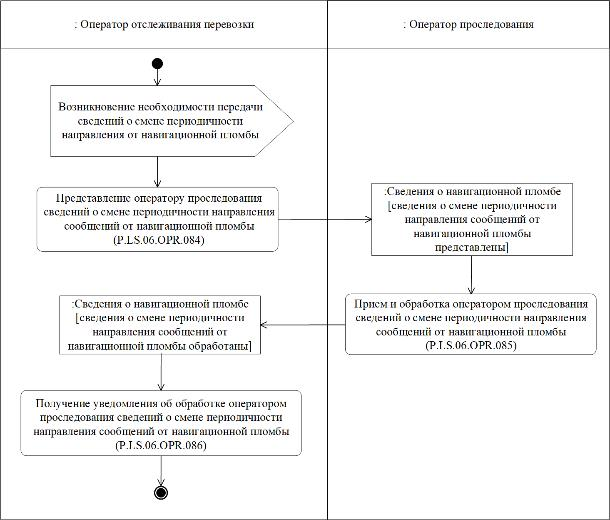 : Оператор отслеживания перевозки
: Оператор проследования
Возникновение необходимости передачи
сведений о смене периодичности
направления от навигационной пломбы
Представление оператору проследования
сведений о смене периодичности направления
сообщений от навигационной пломбы
(P.LS.06.OPR.084)
:Сведения о навигационной пломбе
[сведения о смене периодичности
направления сообщений от
навигационной пломбы
представлены]
Прием и обработка оператором проследования
сведений о смене периодичности направления
сообщений от навигационной пломбы
(P.LS.06.OPR.085)
:Сведения о навигационной пломбе
[сведения о смене периодичности
направления сообщений от
навигационной пломбы обработаны]
Получение уведомления об обработке оператором
проследования сведений о смене периодичности
направления сообщений от навигационной пломбы
(P.LS.06.OPR.086)